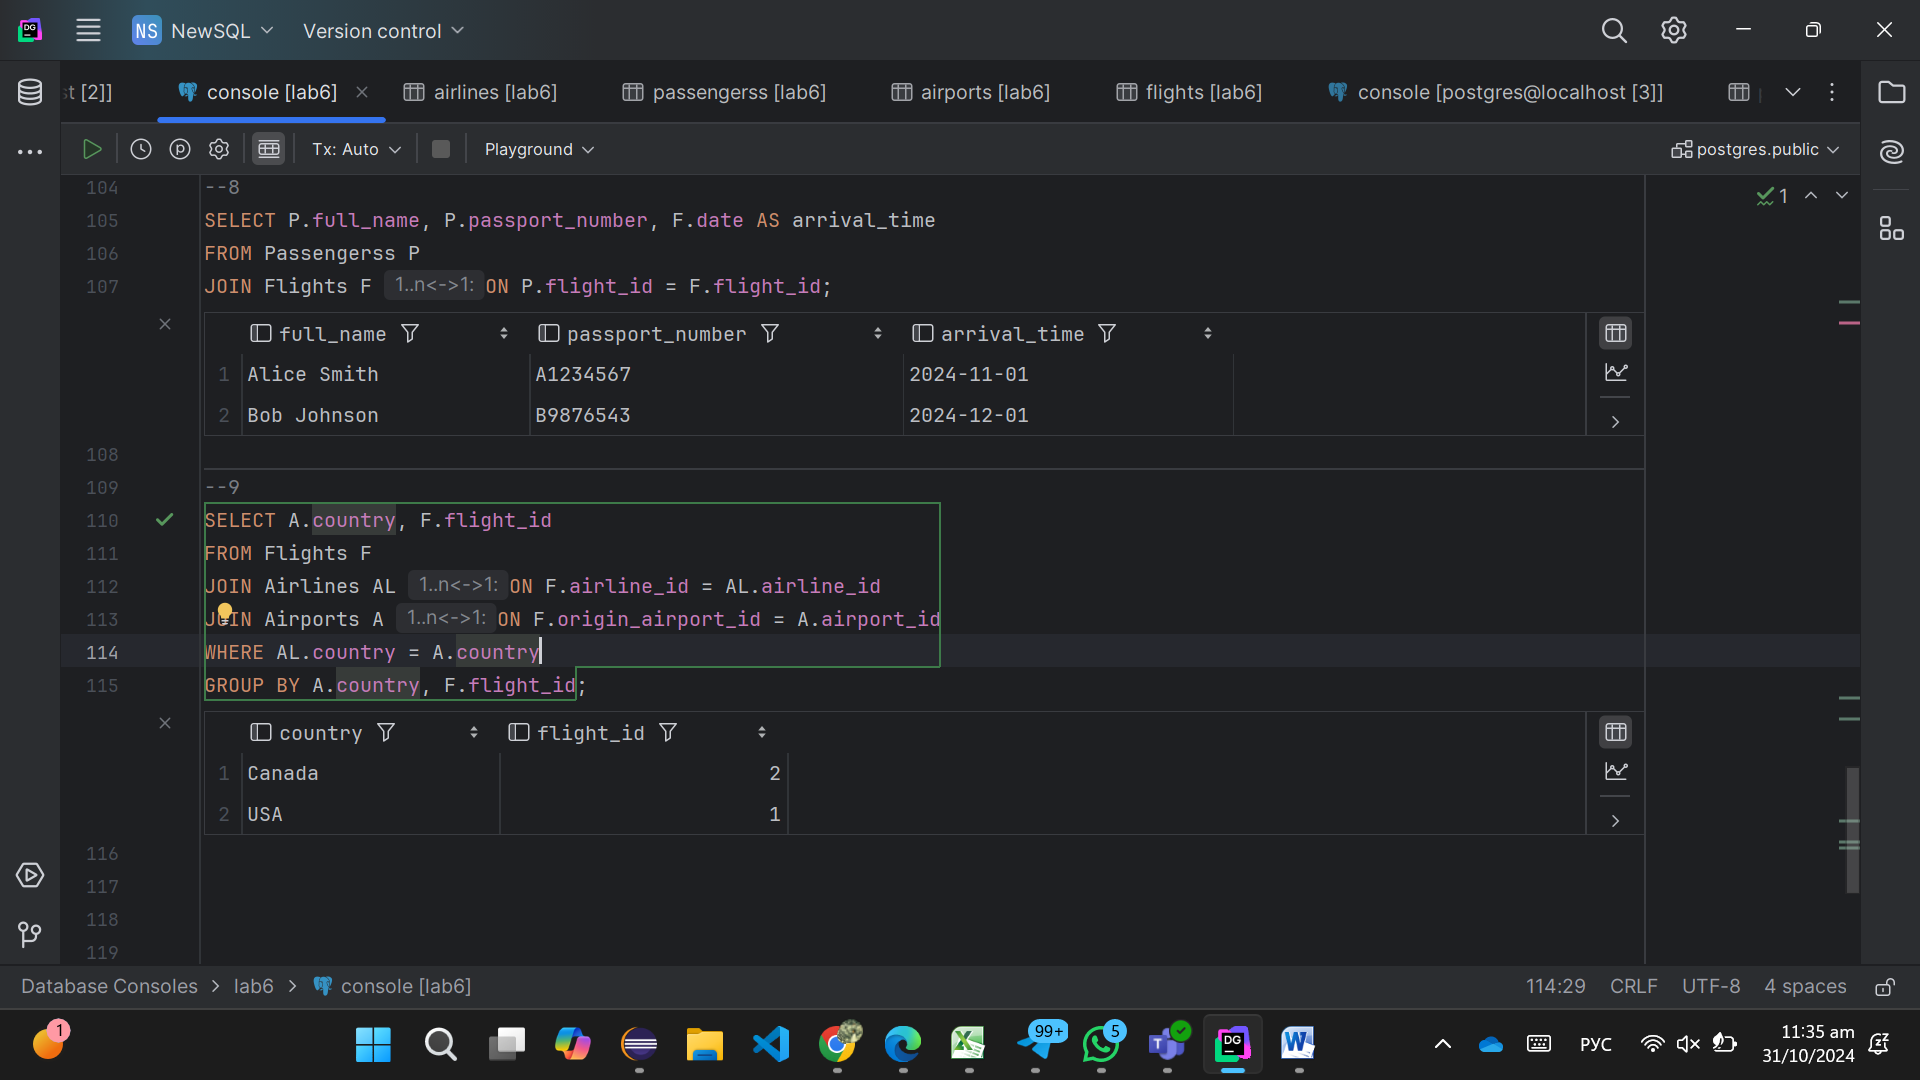 DG
NS NewSQL Version control
st [2]] console [lab6] airlines [lab6] passengerss [lab6] airports [lab6] flights [lab6] console [postgres@localhost [3]]
Tx: Auto Playground postgres.public
104 --8
1
105 SELECT P.full_name, P.passport_number, F.date AS arrival_time
106 FROM Passengerss P
107 JOIN Flights F 1..n<->1: ON P.flight_id = F.flight_id;
full_name passport_number arrival_time
1 Alice Smith A1234567 2024-11-01
2 Bob Johnson B9876543 2024-12-01
108
109 --9
110 SELECT A.country, F.flight_id
111 FROM Flights F
112 JOIN Airlines AL 1..n<->1: ON F.airline_id = AL.airline_id
113 JOIN Airports A 1..n<->1: ON F.origin_airport_id = A.airport_id
114 WHERE AL.country = A.country
115 GROUP BY A.country, F.flight_id;
country flight_id
1 Canada 2
2 USA 1
116
117
118
119
Database Consoles > lab6 > console [lab6] 114:29 CRLF UTF-8 4 spaces
1 99+ 5 DG W РУС 11:35 am
31/10/2024